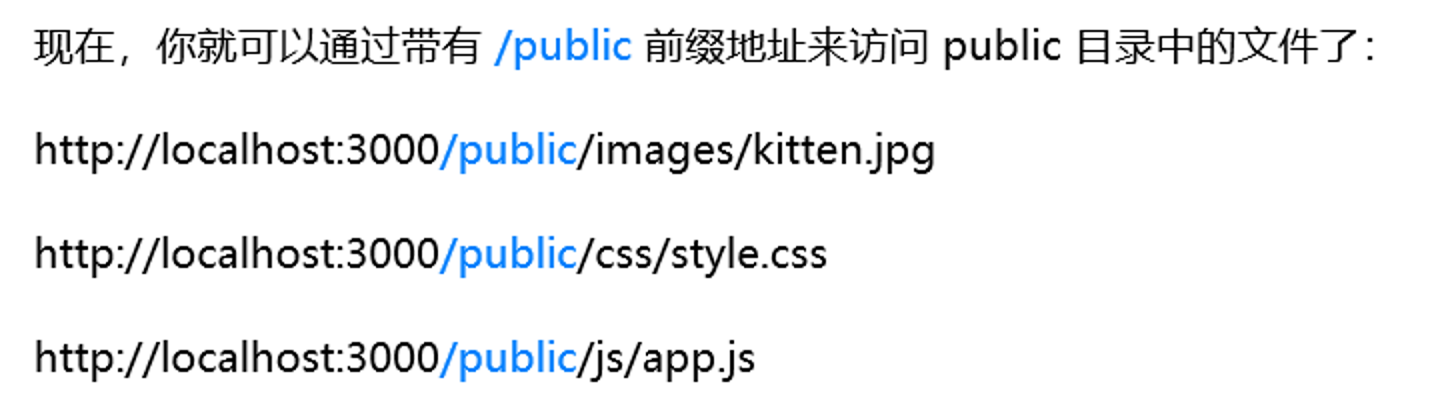 现在，你就可以通过带有 /public 前缀地址来访问 public 目录中的文件了：
http://localhost:3000/public/images/kitten.jpg
http://localhost:3000/public/css/style.css
http://localhost:3000/public/js/app.js